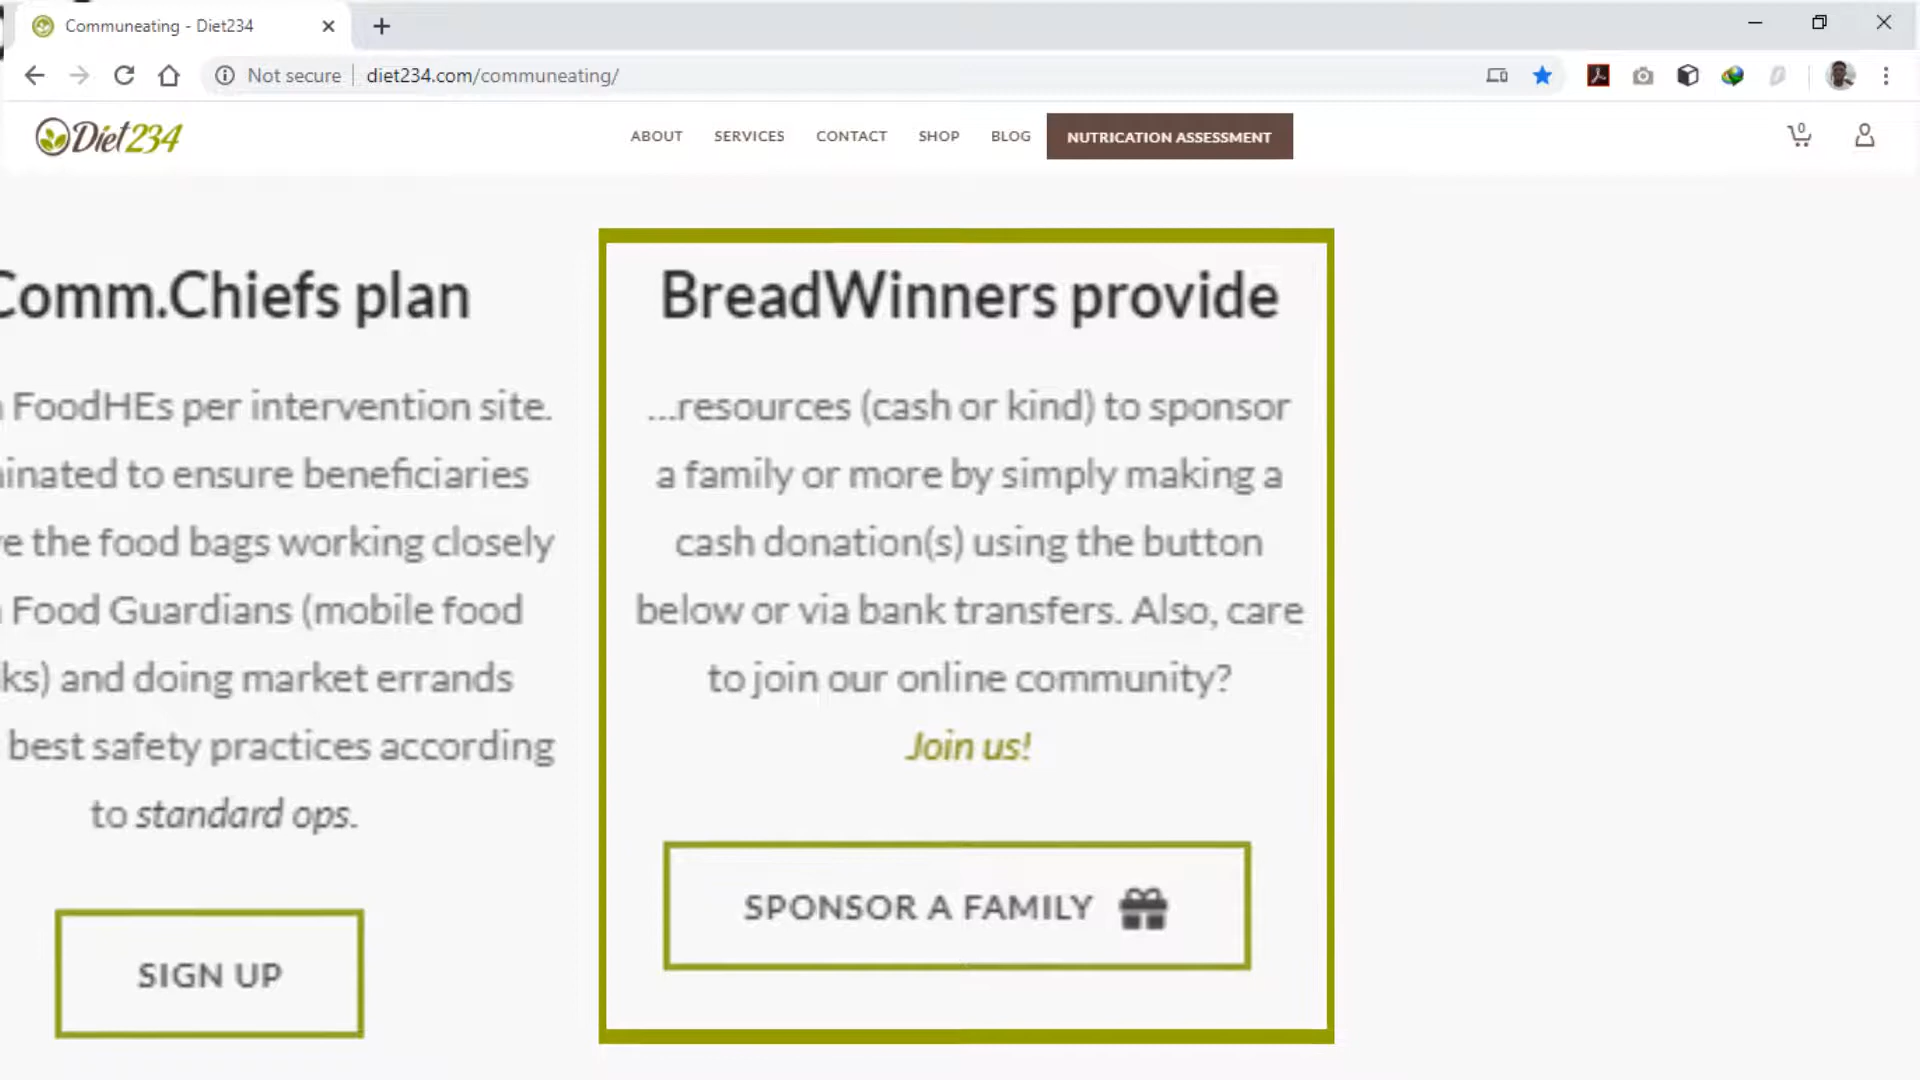 Communeating - Diet234
Not secure
diet234.com/communeating/
Diet234
ABOUT
SERVICES
CONTACT
SHOP
BLOG
NUTRICATION ASSESSMENT
0
Comm.Chiefs plan
FoodHEs per intervention site.
to ensure beneficiaries
the food bags working closely
Food Guardians (mobile food
and doing market errands
best safety practices according
to standard ops.
SIGN UP
BreadWinners provide
...resources (cash or kind) to sponsor
a family or more by simply making a
cash donation(s) using the button
below or via bank transfers. Also, care
to join our online community?
Join us!
SPONSOR A FAMILY